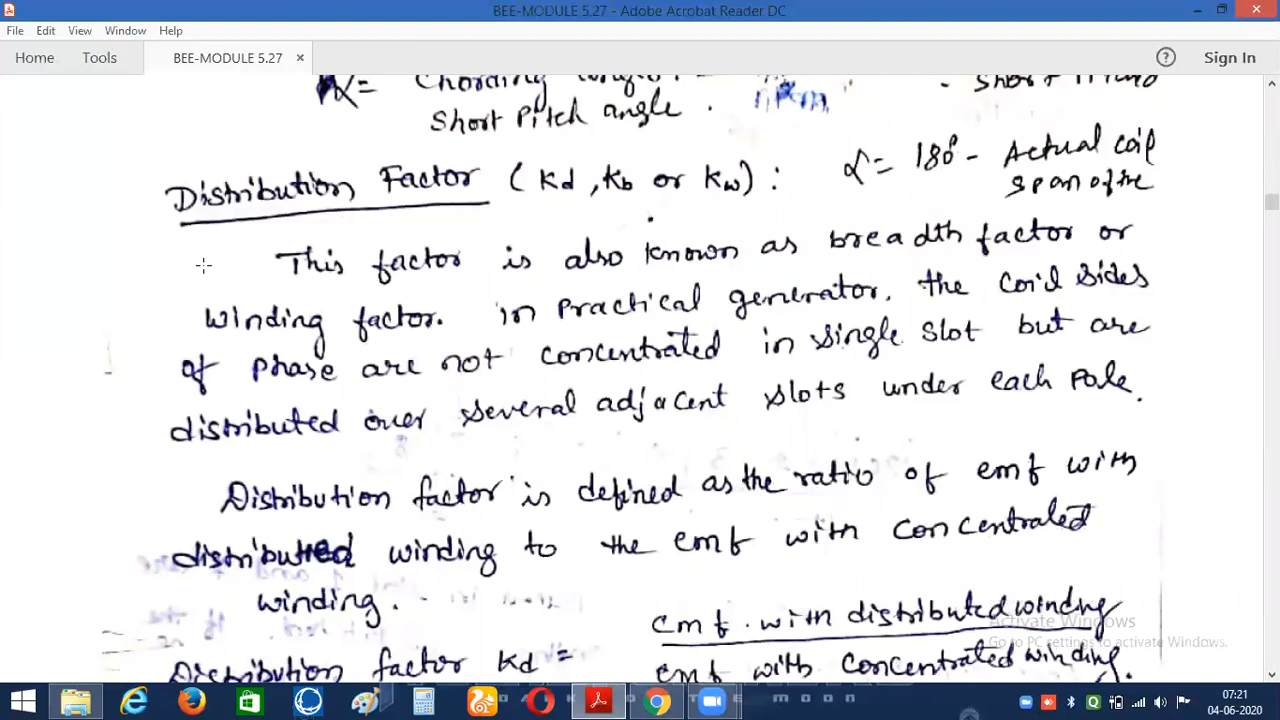 BEE-MODULE 5.27 - Adobe Acrobat Reader DC
File Edit View Window Help
Home Tools BEE-MODULE 5.27 × Sign In
α = Chording angle.
Short Pitch angle.
α = 180° - Actual coil
span of the
Distribution Factor (Kd, Kb or Kw) :
This factor is also known as breadth factor or
Winding factor. in Practical generator, the coil sides
of phase are not concentrated in single slot but are
distributed over several adjacent slots under each Pole.
Distribution factor is defined as the ratio of emf with
distributed winding to the emf with concentrated
winding.
emf with distributed winding
Distribution factor Kd =
emf with concentrated winding.
Activate Windows
Go to PC settings to activate Windows.
moon
07:21
04-06-2020